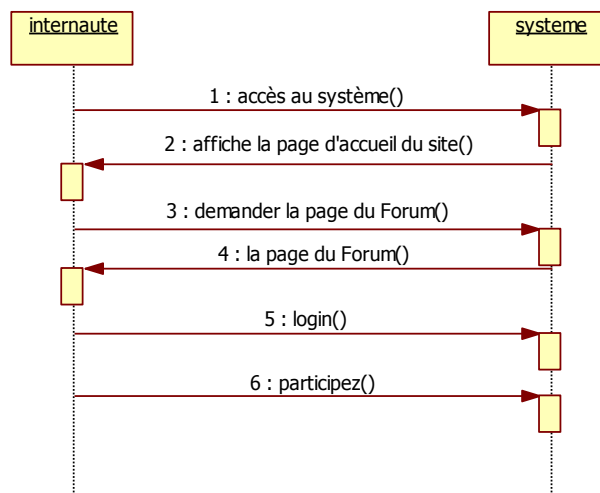 internaute
systeme
1 : accès au système()
2 : affiche la page d'accueil du site()
3 : demander la page du Forum()
4 : la page du Forum()
5 : login()
6 : participez()